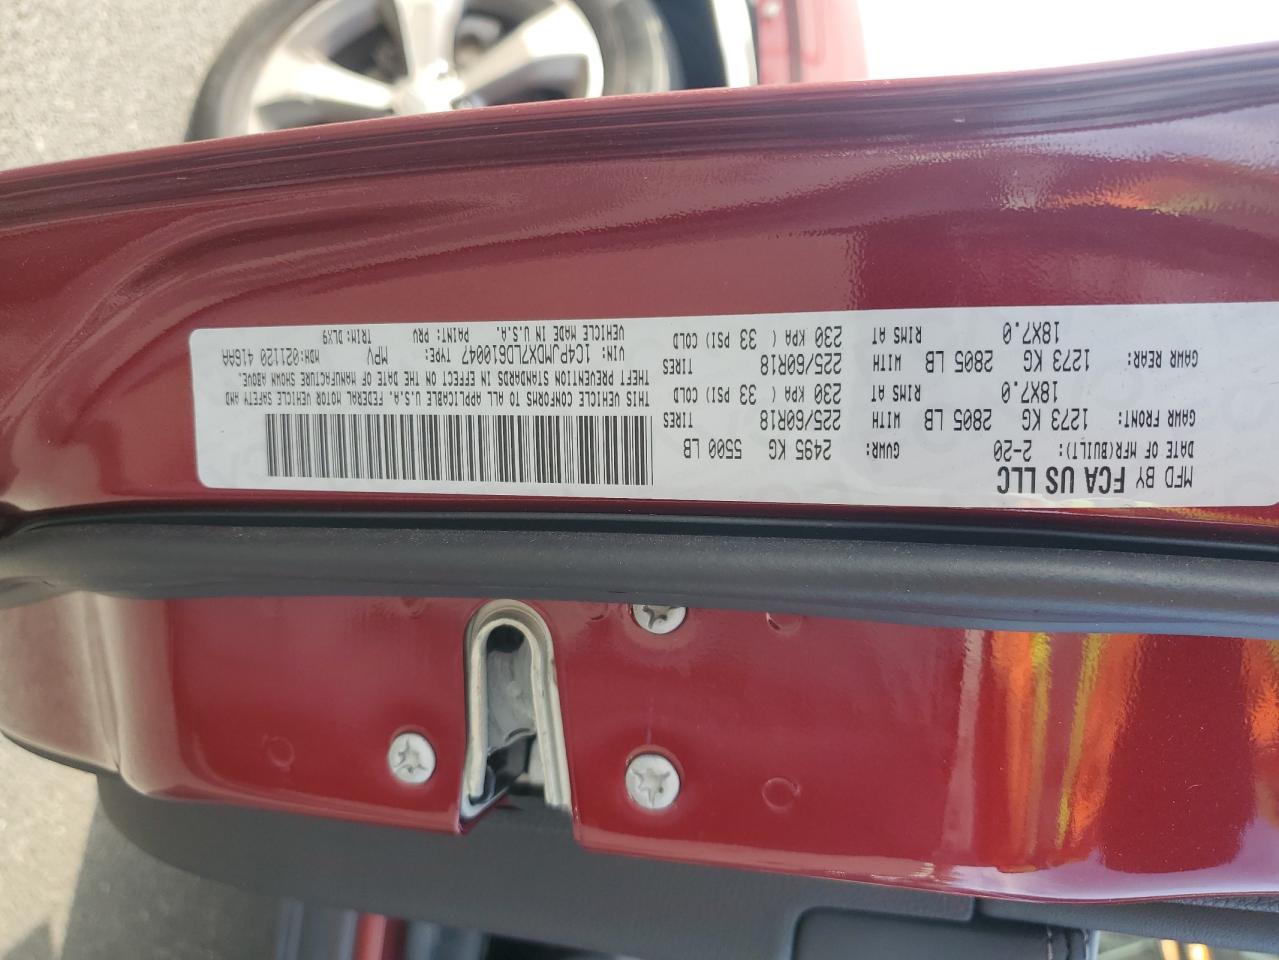 MFD BY FCA US LLC
DATE OF MFR(BUILT): 2-20 GVWR: 2495 KG 5500 LB
GAWR FRONT: 1273 KG 2805 LB WITH 225/60R18 TIRES
18X7.0 RIMS AT 230 KPA ( 33 PSI) COLD
GAWR REAR: 1273 KG 2805 LB WITH 225/60R18 TIRES
18X7.0 RIMS AT 230 KPA ( 33 PSI) COLD
THIS VEHICLE CONFORMS TO ALL APPLICABLE U.S.A. FEDERAL MOTOR VEHICLE SAFETY AND
THEFT PREVENTION STANDARDS IN EFFECT ON THE DATE OF MANUFACTURE SHOWN ABOVE.
VIN: 1C4PJMDX7LD610047 TYPE: MPV MDH:021120 416AA
VEHICLE MADE IN U.S.A. PAINT: PRV TRIM:DLX9